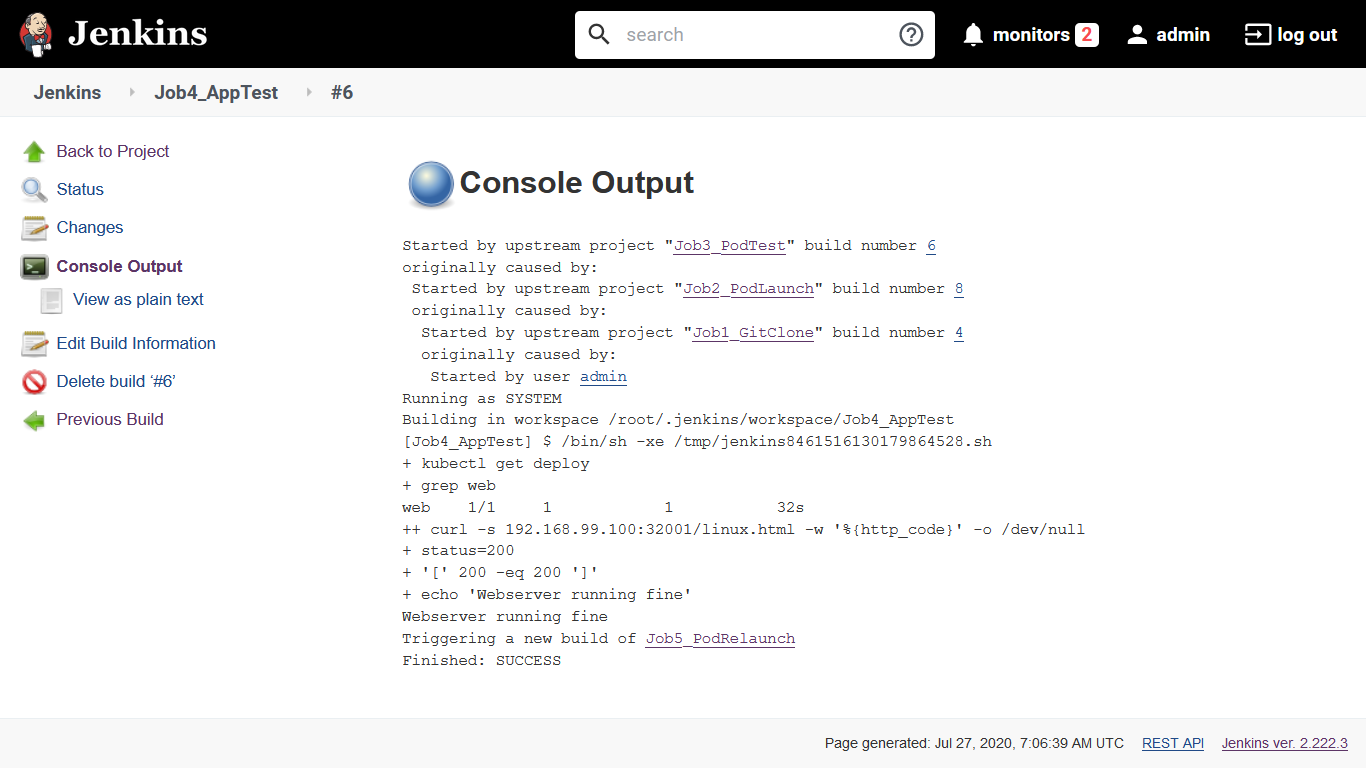 Jenkins
search
monitors 2
admin
log out
Jenkins
Job4_AppTest
#6
Back to Project
Status
Changes
Console Output
View as plain text
Edit Build Information
Delete build ‘#6’
Previous Build
Console Output
Started by upstream project "Job3_PodTest" build number 6
originally caused by:
 Started by upstream project "Job2_PodLaunch" build number 8
 originally caused by:
  Started by upstream project "Job1_GitClone" build number 4
  originally caused by:
   Started by user admin
Running as SYSTEM
Building in workspace /root/.jenkins/workspace/Job4_AppTest
[Job4_AppTest] $ /bin/sh -xe /tmp/jenkins8461516130179864528.sh
+ kubectl get deploy
+ grep web
web    1/1     1            1           32s
++ curl -s 192.168.99.100:32001/linux.html -w '%{http_code}' -o /dev/null
+ status=200
+ '[' 200 -eq 200 ']'
+ echo 'Webserver running fine'
Webserver running fine
Triggering a new build of Job5_PodRelaunch
Finished: SUCCESS
Page generated: Jul 27, 2020, 7:06:39 AM UTC
REST API
Jenkins ver. 2.222.3